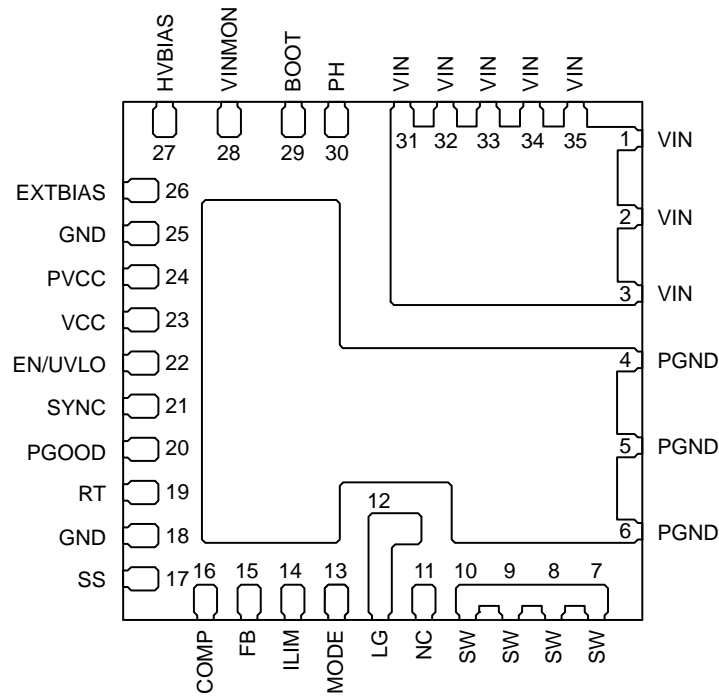 HVBIAS
VINMON
BOOT
PH
VIN
VIN
VIN
VIN
VIN
27
28
29
30
31
32
33
34
35
1 VIN
2 VIN
3 VIN
4 PGND
5 PGND
6 PGND
EXTBIAS 26
GND 25
PVCC 24
VCC 23
EN/UVLO 22
SYNC 21
PGOOD 20
RT 19
GND 18
SS 17
12
16
15
14
13
11
10
9
8
7
COMP
FB
ILIM
MODE
LG
NC
SW
SW
SW
SW